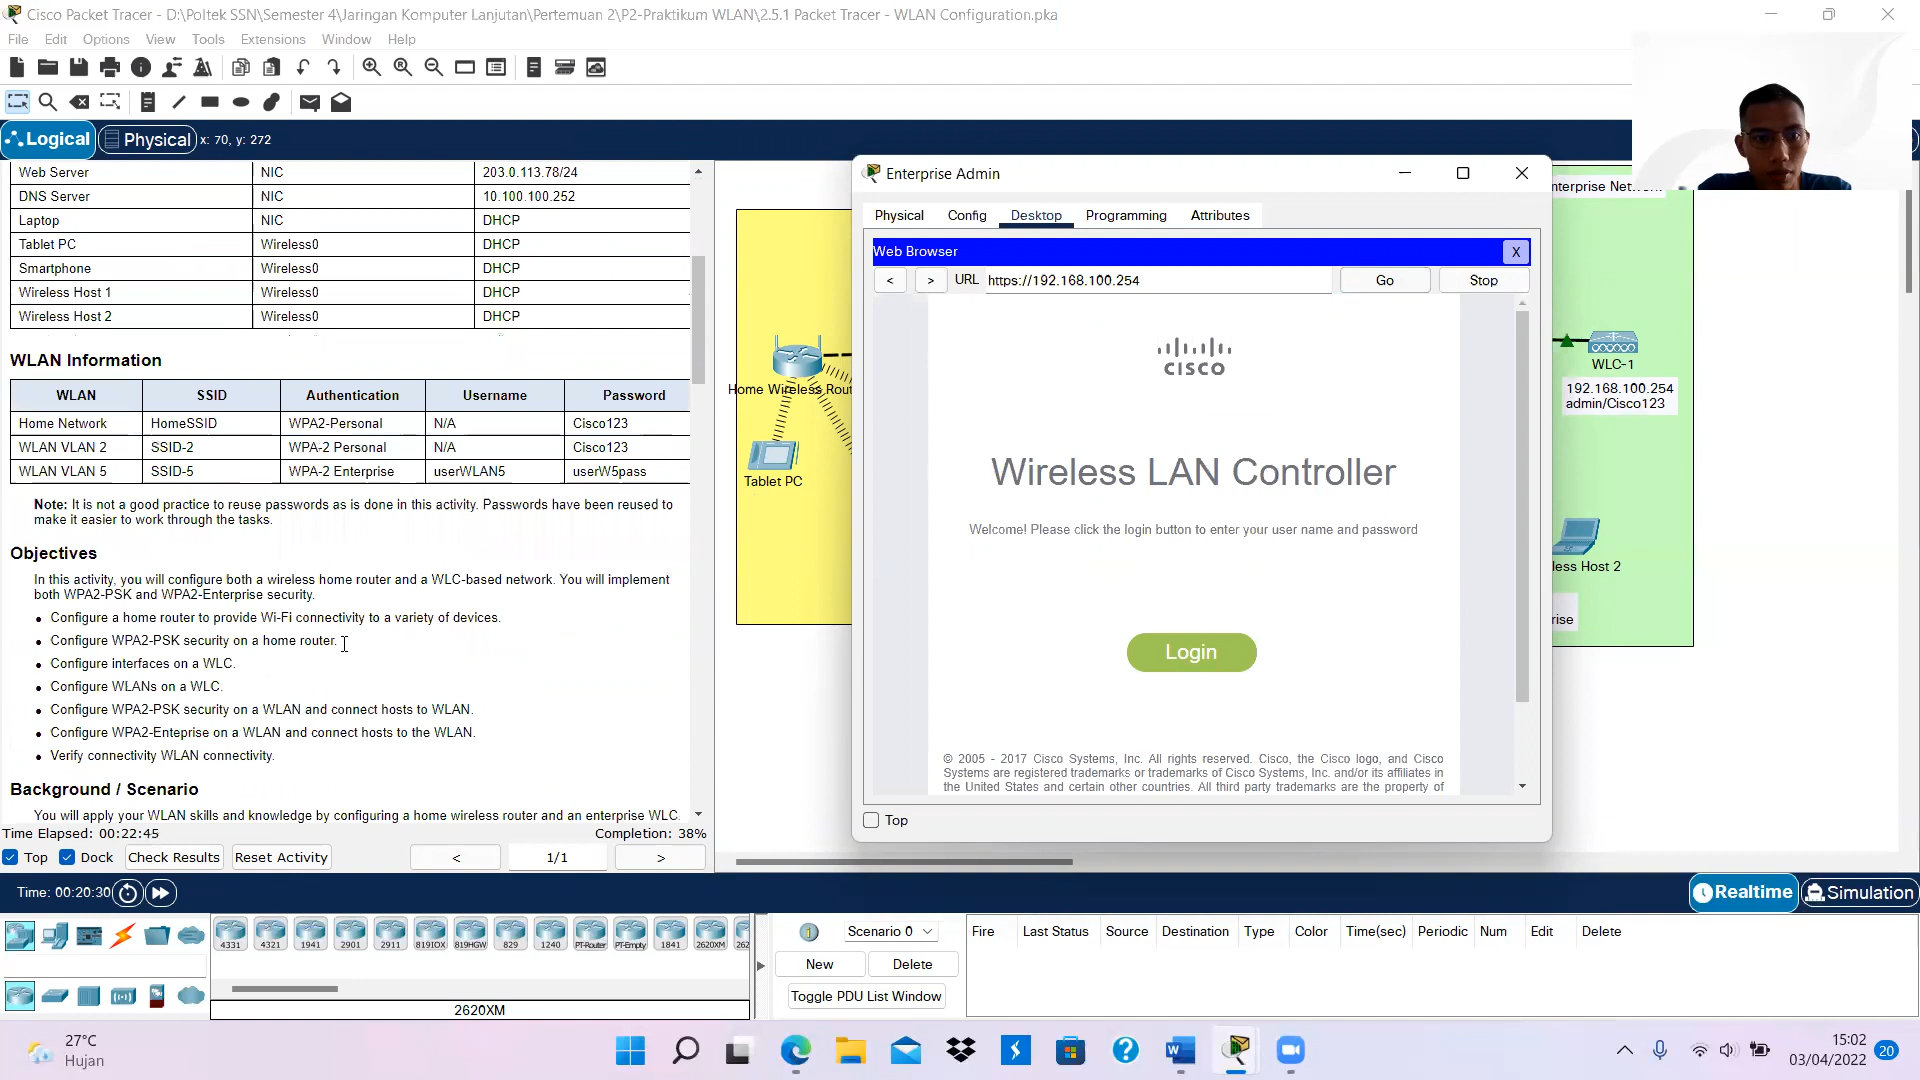 Cisco Packet Tracer - D:\Poltek SSN\Semester 4\Jaringan Komputer Lanjutan\Pertemuan 2\P2-Praktikum WLAN\2.5.1 Packet Tracer - WLAN Configuration.pka
File Edit Options View Tools Extensions Window Help
Logical Physical x: 70, y: 272
Web Server NIC 203.0.113.78/24
DNS Server NIC 10.100.100.252
Laptop NIC DHCP
Tablet PC Wireless0 DHCP
Smartphone Wireless0 DHCP
Wireless Host 1 Wireless0 DHCP
Wireless Host 2 Wireless0 DHCP
WLAN Information
WLAN SSID Authentication Username Password
Home Network HomeSSID WPA2-Personal N/A Cisco123
WLAN VLAN 2 SSID-2 WPA-2 Personal N/A Cisco123
WLAN VLAN 5 SSID-5 WPA-2 Enterprise userWLAN5 userW5pass
Note: It is not a good practice to reuse passwords as is done in this activity. Passwords have been reused to
make it easier to work through the tasks.
Objectives
In this activity, you will configure both a wireless home router and a WLC-based network. You will implement
both WPA2-PSK and WPA2-Enterprise security.
• Configure a home router to provide Wi-Fi connectivity to a variety of devices.
• Configure WPA2-PSK security on a home router.
• Configure interfaces on a WLC.
• Configure WLANs on a WLC.
• Configure WPA2-PSK security on a WLAN and connect hosts to WLAN.
• Configure WPA2-Enteprise on a WLAN and connect hosts to the WLAN.
• Verify connectivity WLAN connectivity.
Background / Scenario
You will apply your WLAN skills and knowledge by configuring a home wireless router and an enterprise WLC.
Time Elapsed: 00:22:45 Completion: 38%
Top Dock Check Results Reset Activity < 1/1 >
Home Wireless Rou
Tablet PC
Enterprise Admin
Physical Config Desktop Programming Attributes
Web Browser X
< > URL https://192.168.100.254 Go Stop
CISCO
Wireless LAN Controller
Welcome! Please click the login button to enter your user name and password
Login
© 2005 - 2017 Cisco Systems, Inc. All rights reserved. Cisco, the Cisco logo, and Cisco
Systems are registered trademarks or trademarks of Cisco Systems, Inc. and/or its affiliates in
the United States and certain other countries. All third party trademarks are the property of
Top
nterprise Netw
WLC-1
192.168.100.254
admin/Cisco123
less Host 2
rise
Time: 00:20:30
Realtime Simulation
4331 4321 1941 2901 2911 819IOX 819HGW 829 1240 PT-Router PT-Empty 1841 2620XM 262
2620XM
Scenario 0
New Delete
Toggle PDU List Window
Fire Last Status Source Destination Type Color Time(sec) Periodic Num Edit Delete
27°C
Hujan
15:02
03/04/2022
20